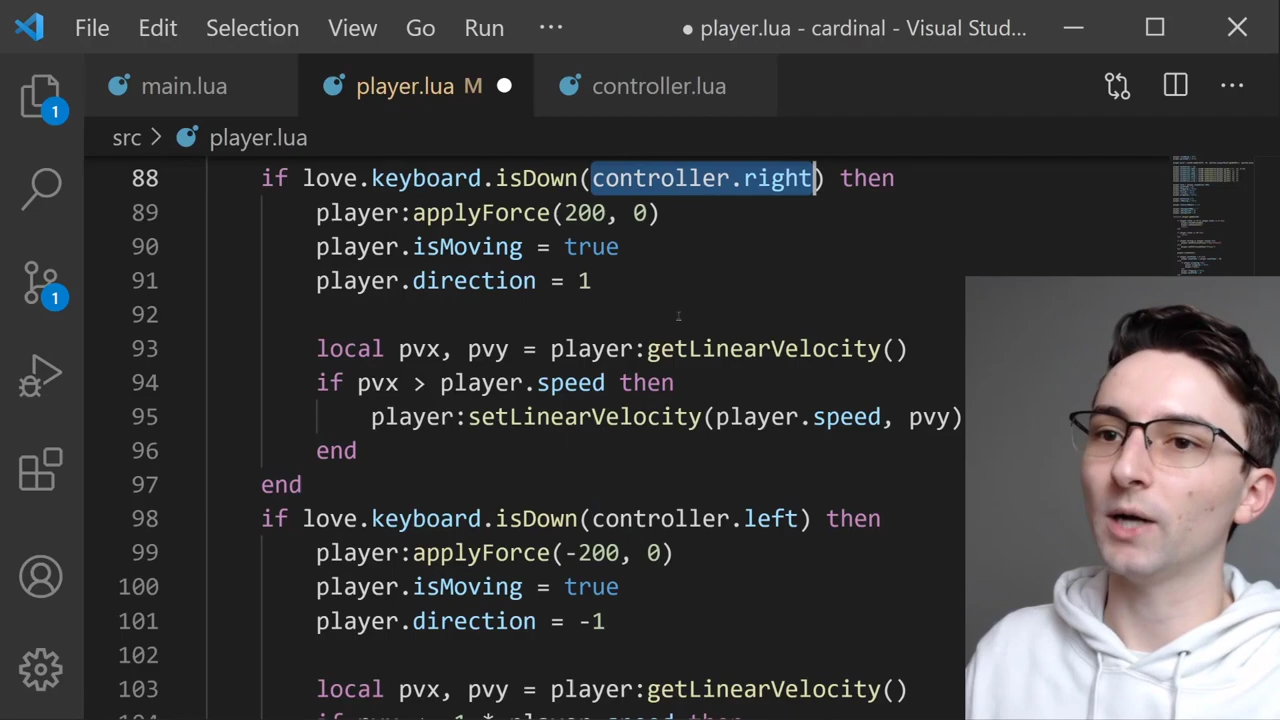 File Edit Selection View Go Run ··· ● player.lua - cardinal - Visual Stud...
main.lua player.lua M controller.lua
src > player.lua
1
1
88 if love.keyboard.isDown(controller.right) then
89 player:applyForce(200, 0)
90 player.isMoving = true
91 player.direction = 1
92
93 local pvx, pvy = player:getLinearVelocity()
94 if pvx > player.speed then
95 player:setLinearVelocity(player.speed, pvy)
96 end
97 end
98 if love.keyboard.isDown(controller.left) then
99 player:applyForce(-200, 0)
100 player.isMoving = true
101 player.direction = -1
102
103 local pvx, pvy = player:getLinearVelocity()